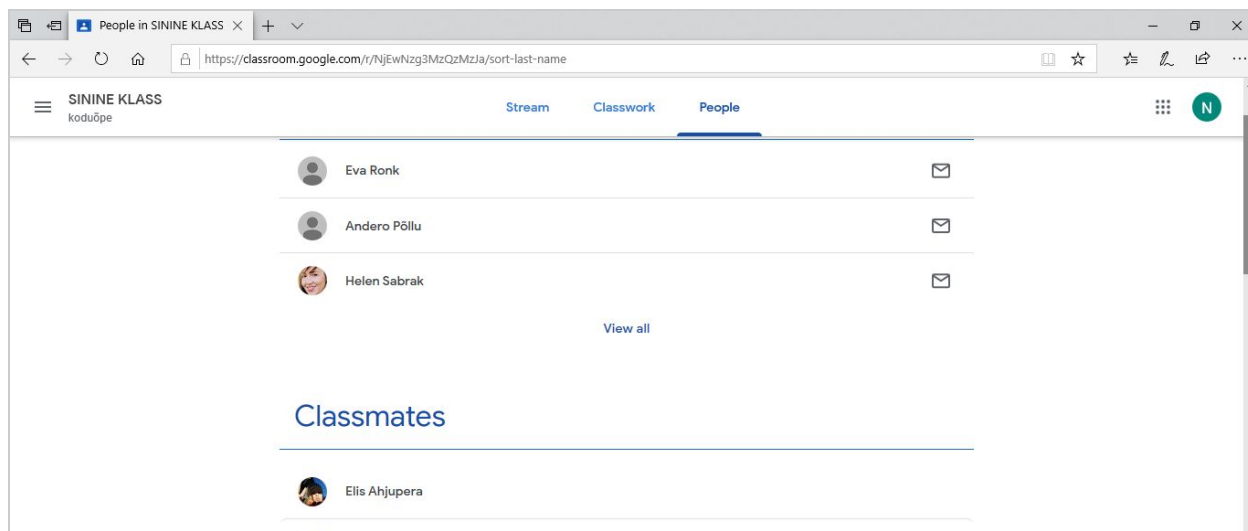 People in SININE KLASS
https://classroom.google.com/r/NjEwNzg3MzQzMzJa/sort-last-name
SININE KLASS
koduõpe
Stream Classwork People
N
Eva Ronk
Andero Põllu
Helen Sabrak
View all
Classmates
Elis Ahjupera